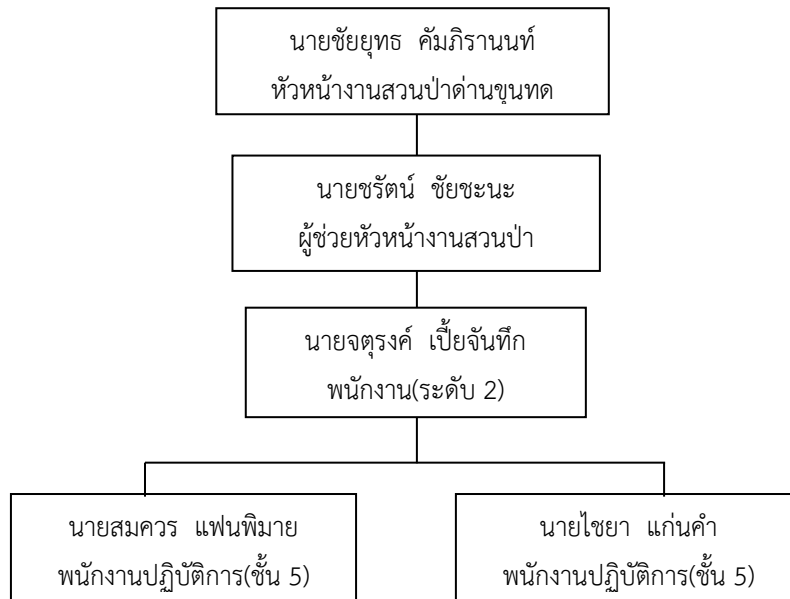 นายชัยยุทธ คัมภิรานนท์
หัวหน้างานสวนป่าด่านขุนทด
นายชรัตน์ ชัยชะนะ
ผู้ช่วยหัวหน้างานสวนป่า
นายจตุรงค์ เปี้ยจันทึก
พนักงาน(ระดับ 2)
นายสมควร แฟนพิมาย
พนักงานปฏิบัติการ(ชั้น 5)
นายไชยา แก่นคำ
พนักงานปฏิบัติการ(ชั้น 5)